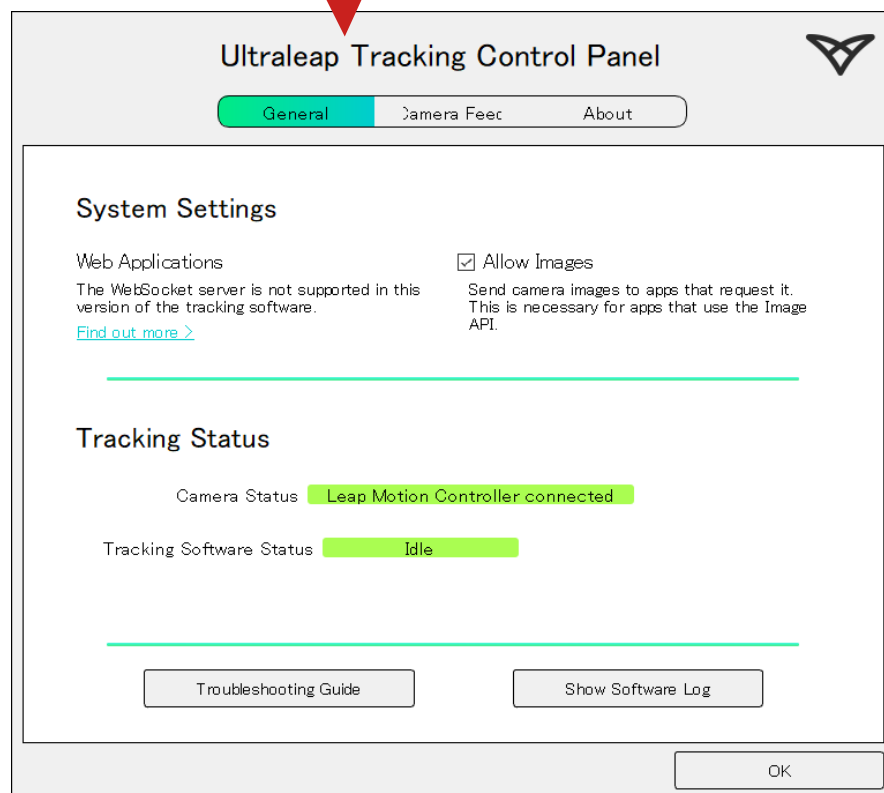 Ultraleap Tracking Control Panel
General
Camera Feed
About
System Settings
Web Applications
The WebSocket server is not supported in this
version of the tracking software.
Find out more >
Allow Images
Send camera images to apps that request it.
This is necessary for apps that use the Image
API.
Tracking Status
Camera Status Leap Motion Controller connected
Tracking Software Status Idle
Troubleshooting Guide
Show Software Log
OK